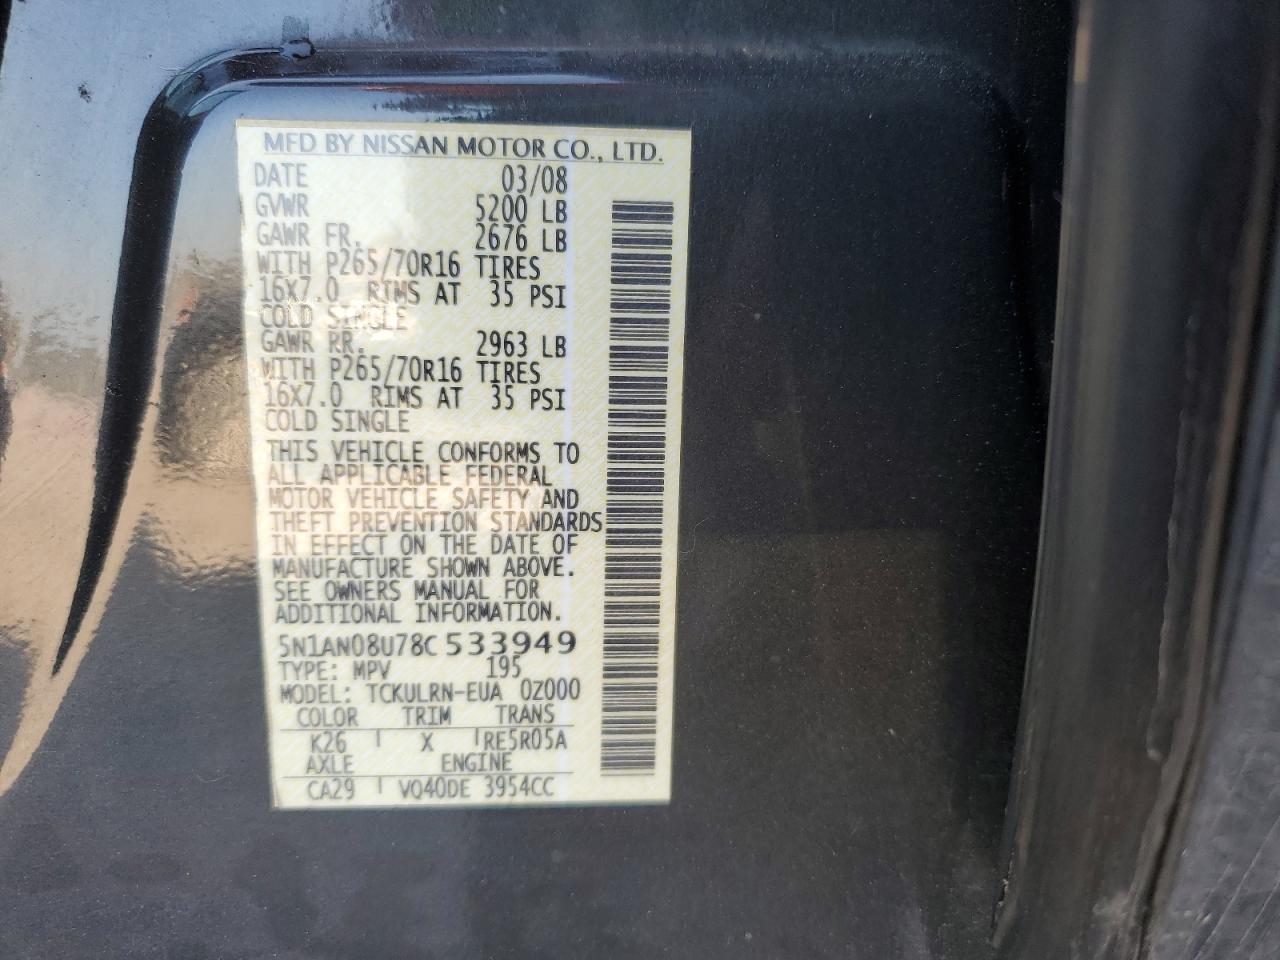 MFD BY NISSAN MOTOR CO., LTD.
DATE 03/08
GVWR 5200 LB
GAWR FR. 2676 LB
WITH P265/70R16 TIRES
16X7.0 RIMS AT 35 PSI
COLD SINGLE
GAWR RR. 2963 LB
WITH P265/70R16 TIRES
16X7.0 RIMS AT 35 PSI
COLD SINGLE
THIS VEHICLE CONFORMS TO
ALL APPLICABLE FEDERAL
MOTOR VEHICLE SAFETY AND
THEFT PREVENTION STANDARDS
IN EFFECT ON THE DATE OF
MANUFACTURE SHOWN ABOVE.
SEE OWNERS MANUAL FOR
ADDITIONAL INFORMATION.
5N1AN08U78C533949
TYPE: MPV 195
MODEL: TCKULRN-EUA 0Z000
COLOR TRIM TRANS
K26 X RE5R05A
AXLE ENGINE
CA29 VQ40DE 3954CC